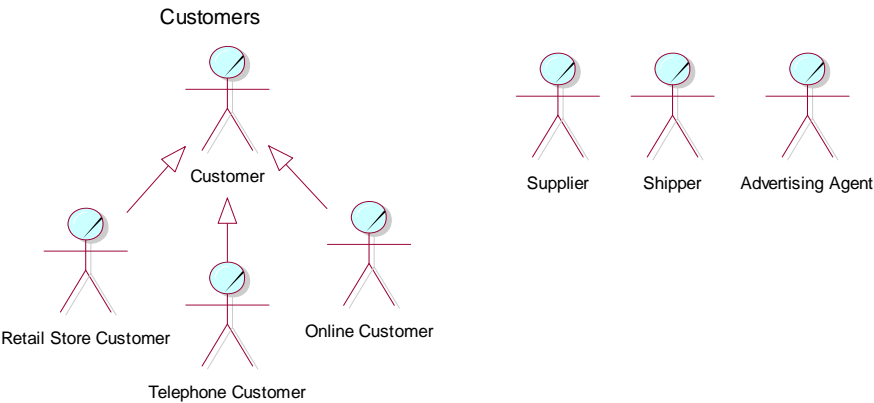 Customers
Customer
Supplier
Shipper
Advertising Agent
Retail Store Customer
Online Customer
Telephone Customer